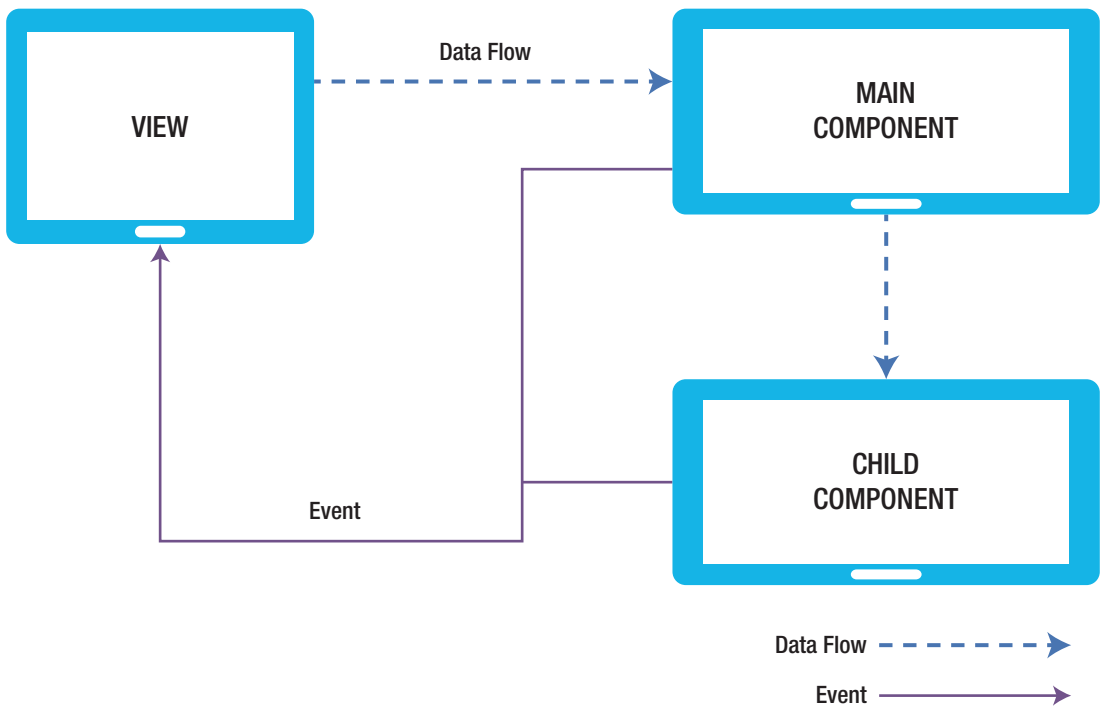 Data Flow
VIEW
MAIN
COMPONENT
CHILD
COMPONENT
Event
Data Flow
Event